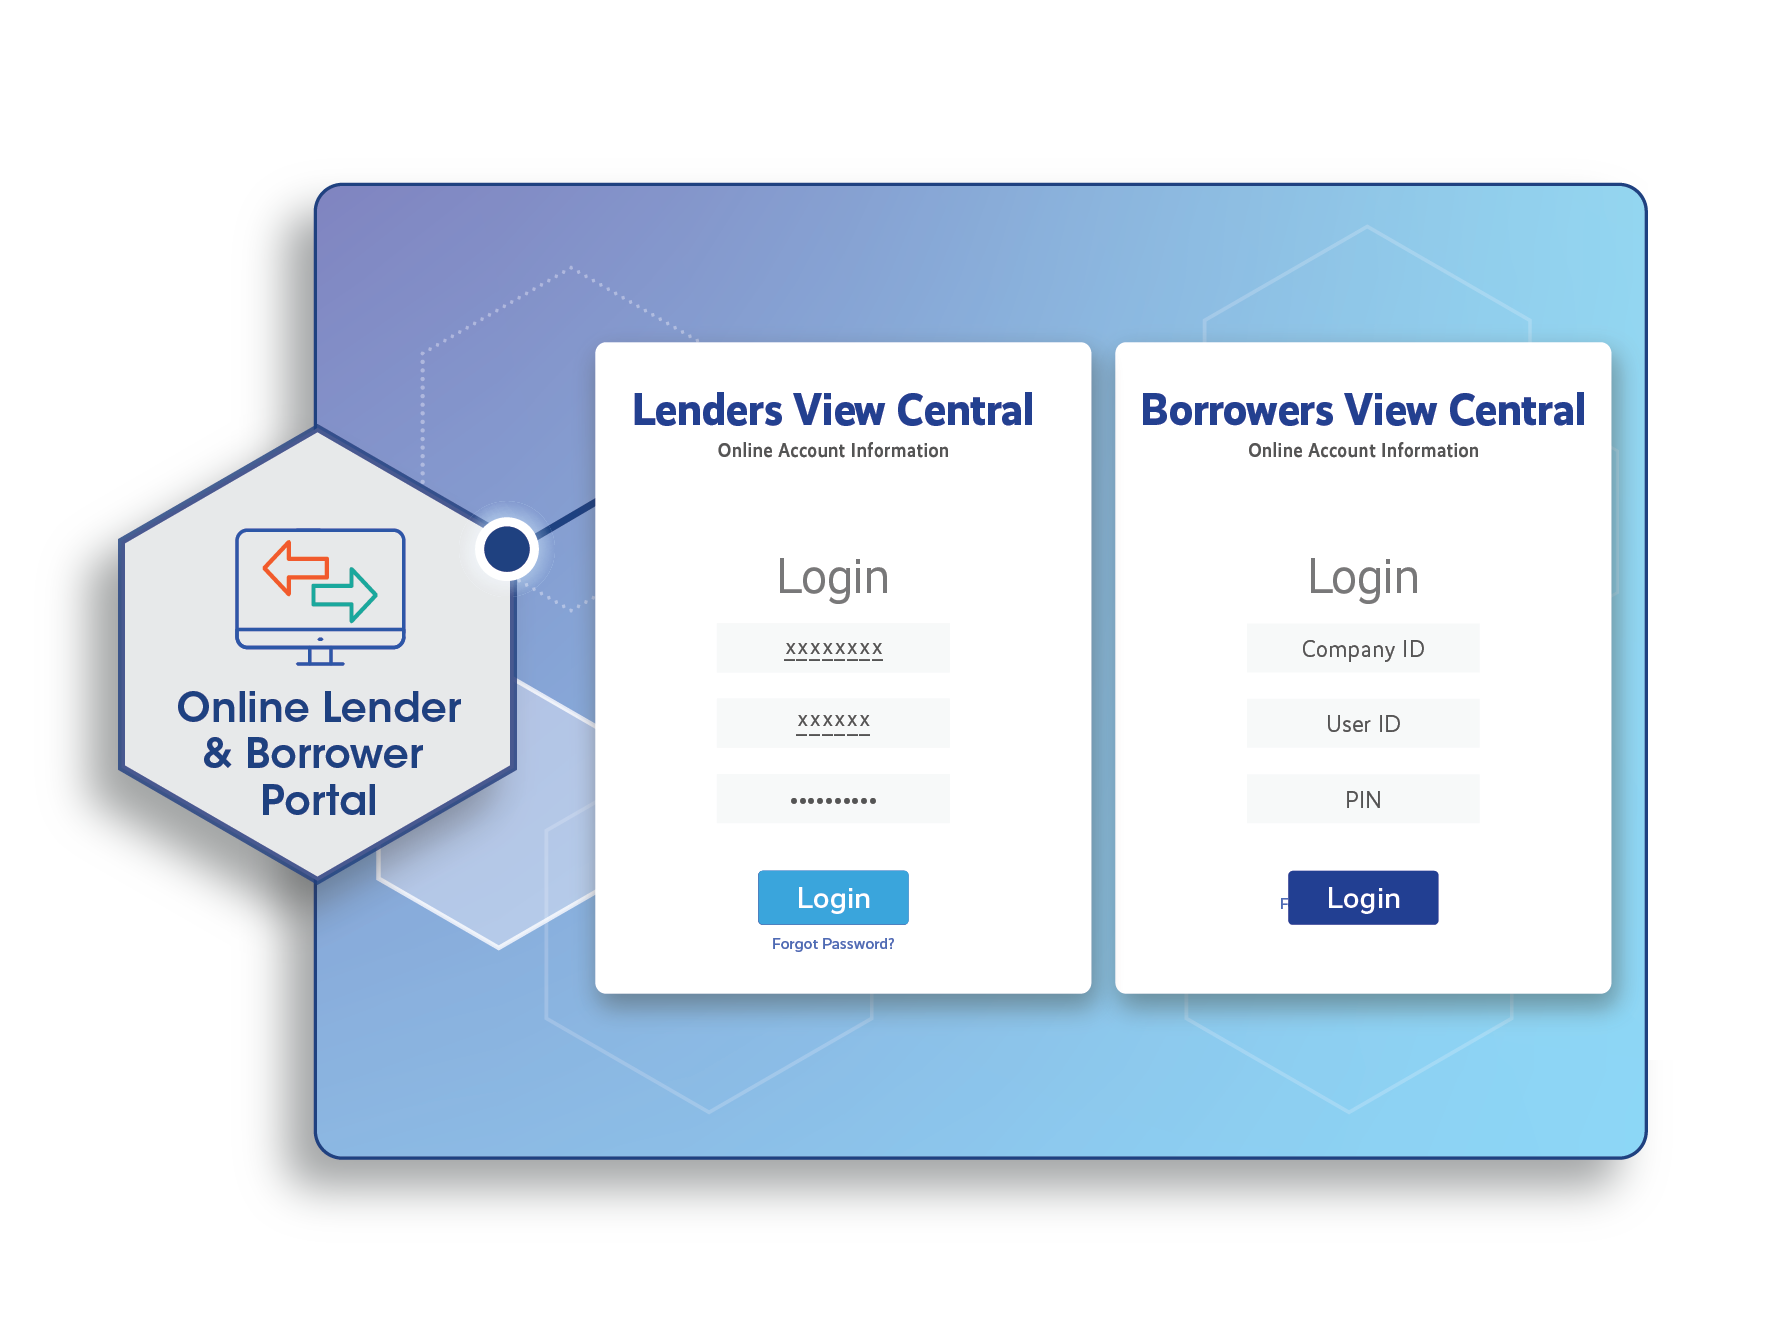 Online Lender
& Borrower
Portal
Lenders View Central
Online Account Information
Login
xxxxxxxx
xxxxxx
••••••••••
Login
Forgot Password?
Borrowers View Central
Online Account Information
Login
Company ID
User ID
PIN
Login